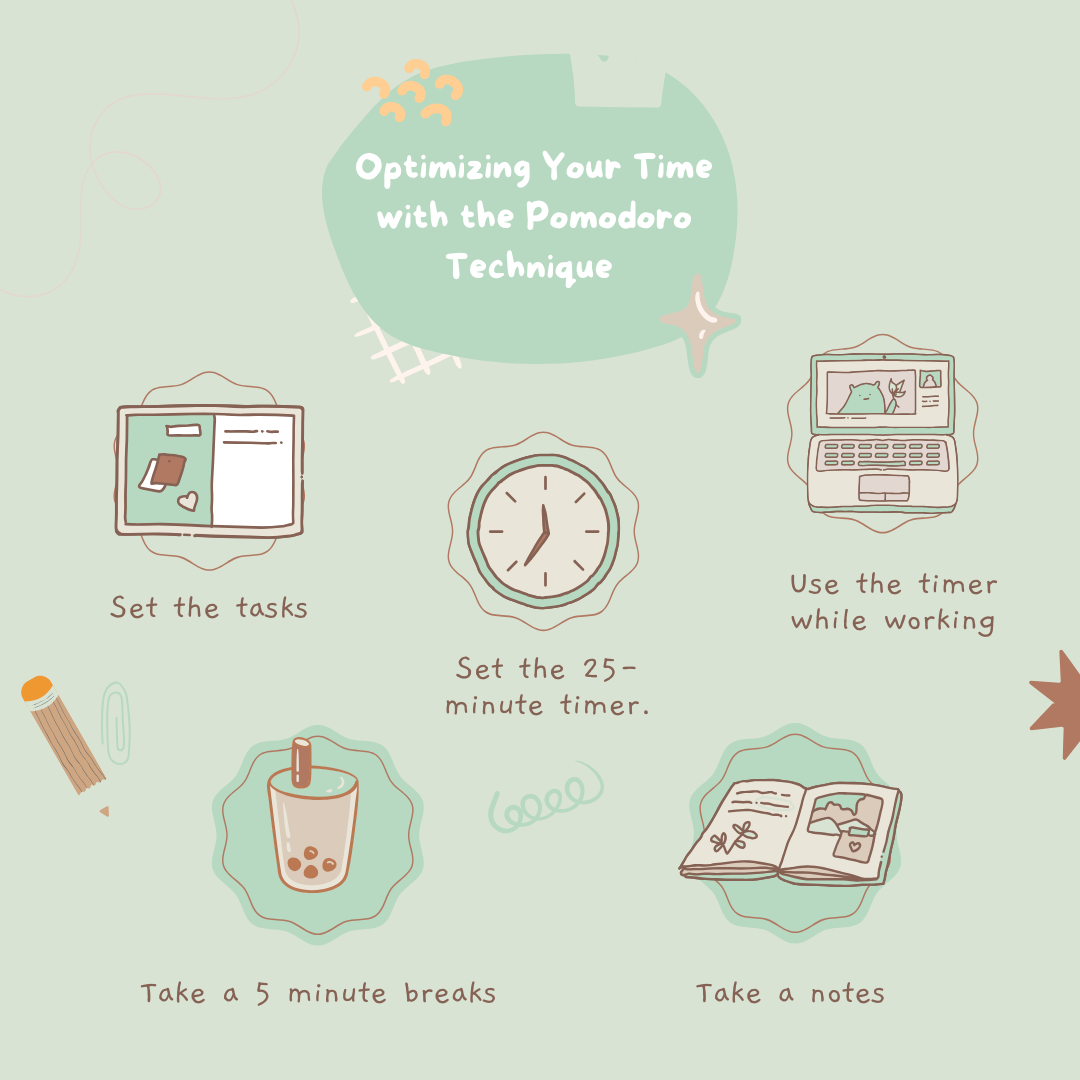 Optimizing Your Time
with the Pomodoro
Technique
Set the tasks
Set the 25-
minute timer.
Use the timer
while working
Take a 5 minute breaks
Take a notes